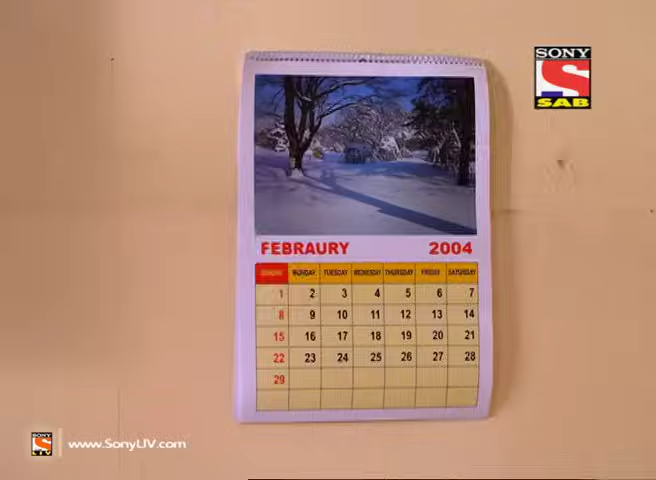 SONY
S
SAB
FEBRAURY 2004
SUNDAY MONDAY TUESDAY WEDNESDAY THURSDAY FRIDAY SATURDAY
1 2 3 4 5 6 7
8 9 10 11 12 13 14
15 16 17 18 19 20 21
22 23 24 25 26 27 28
29
SONY
S
LIV
www.SonyLIV.com